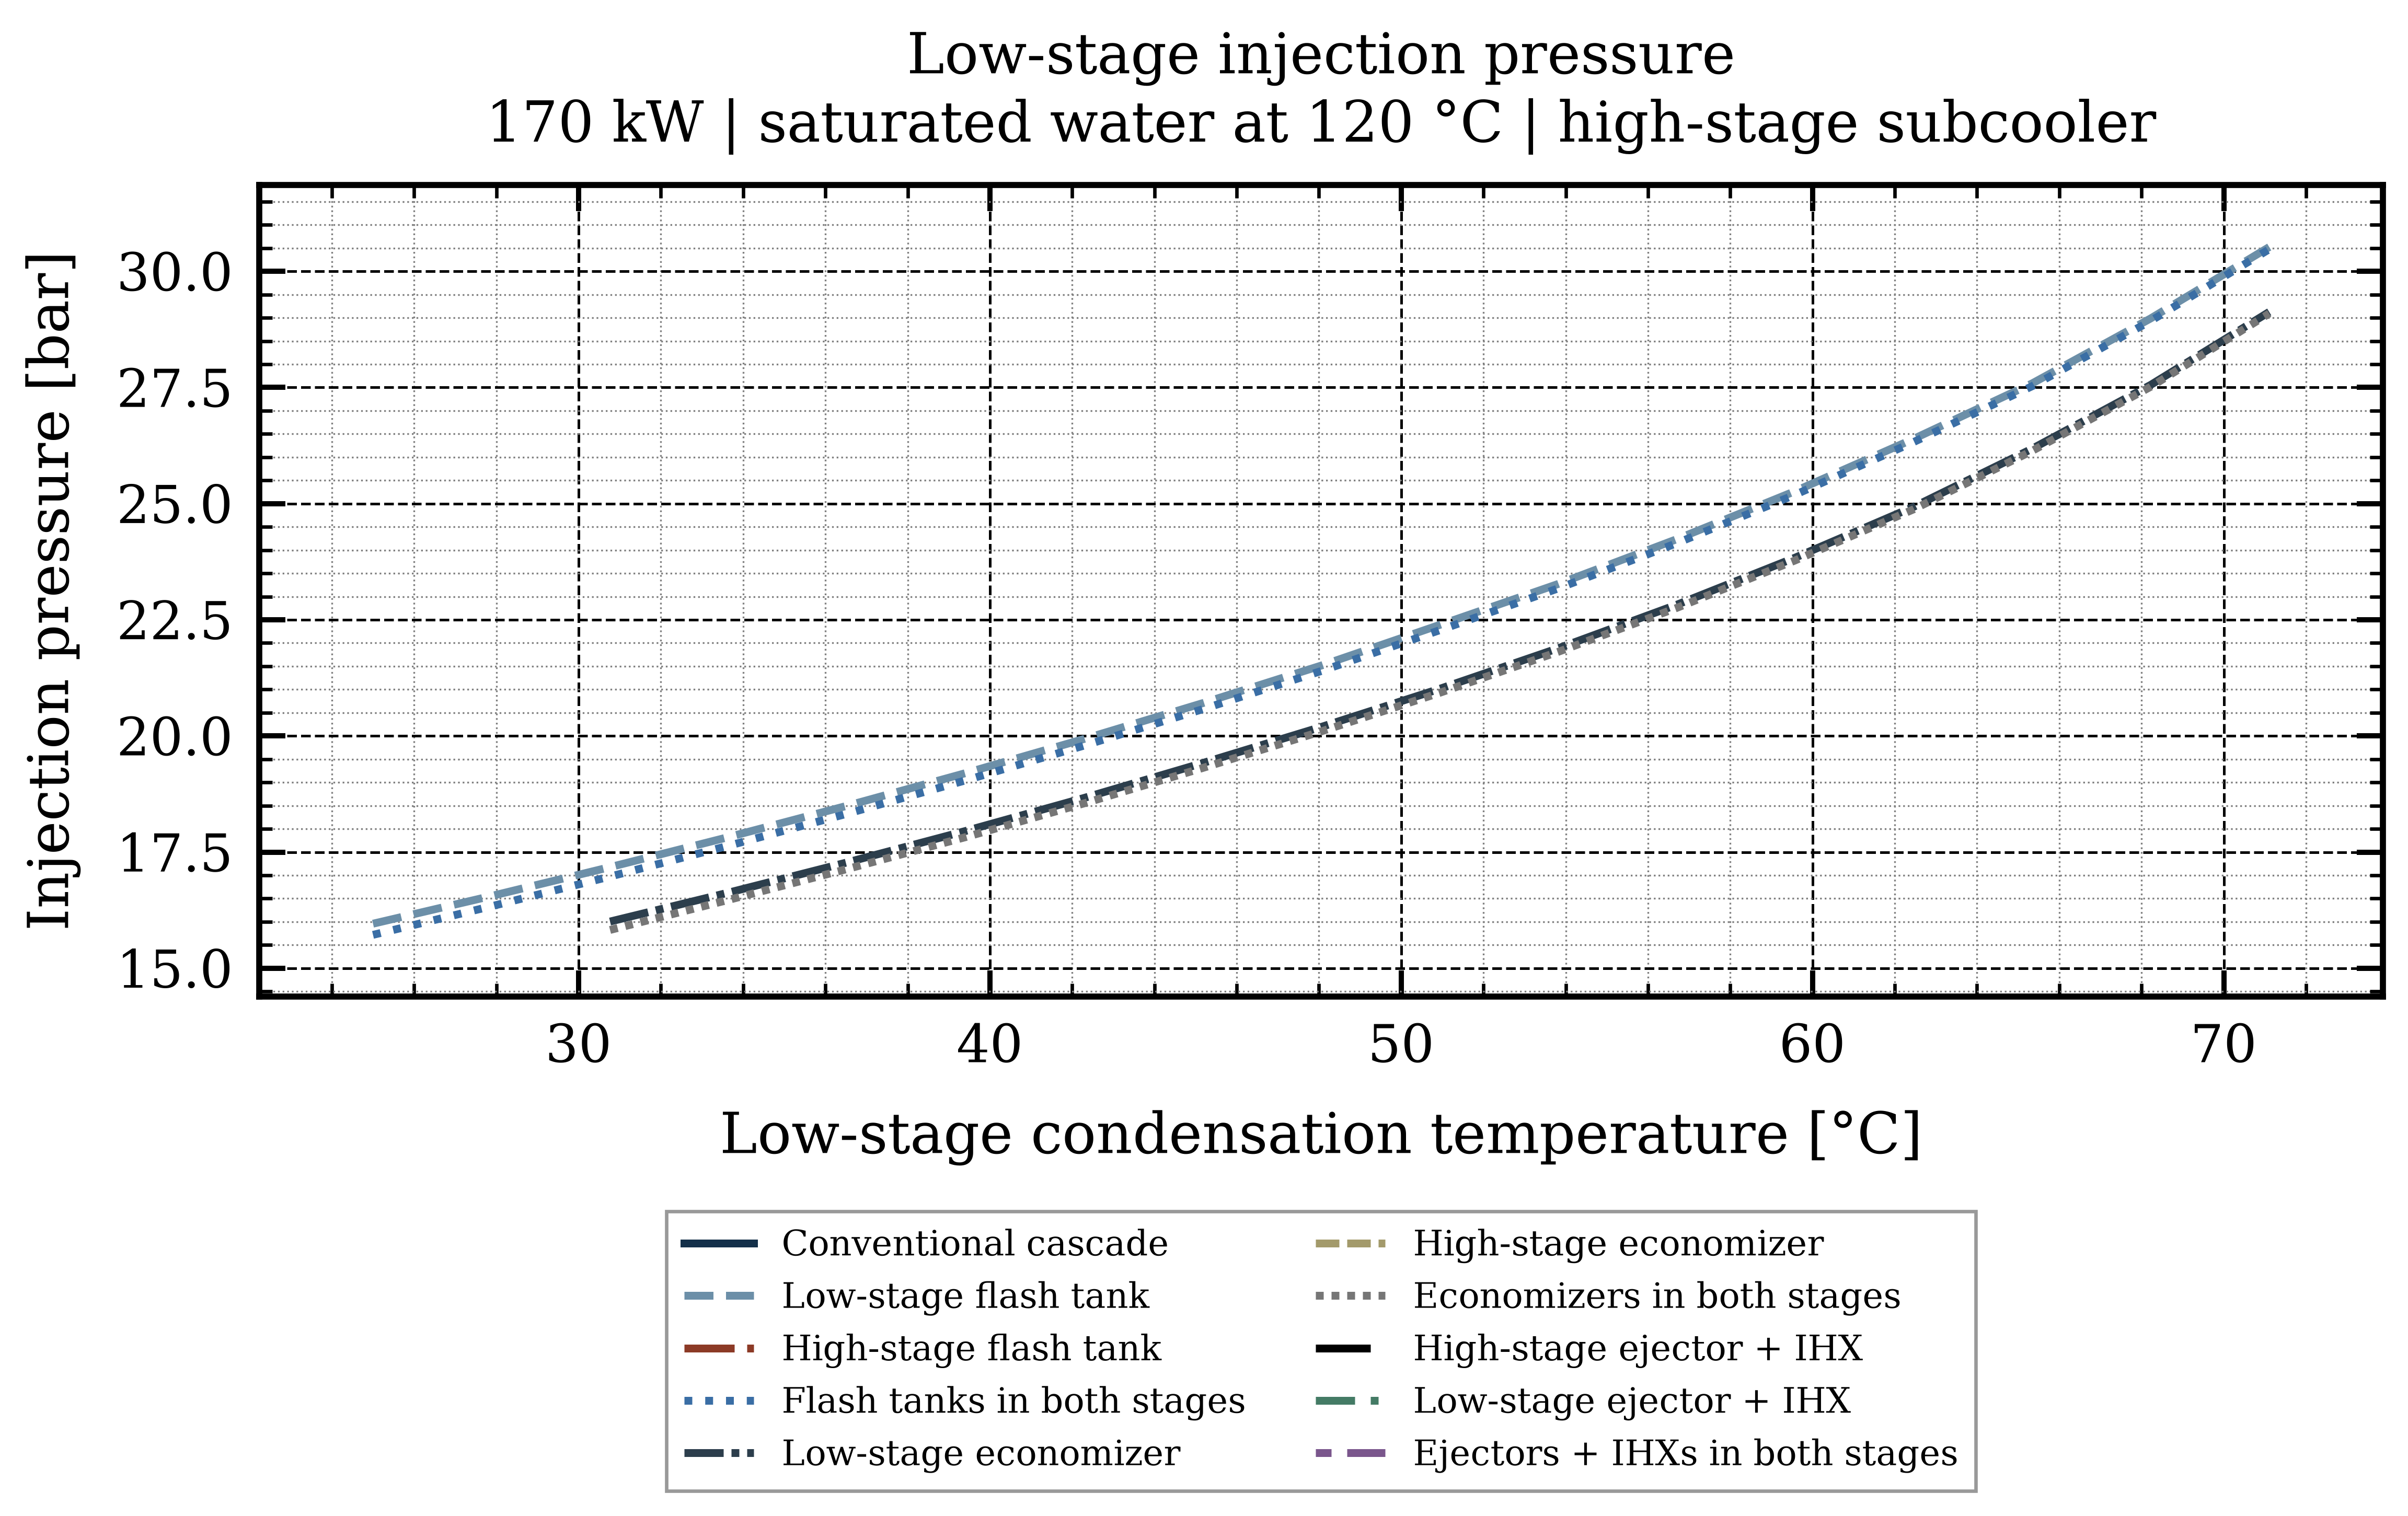 Low-stage injection pressure
170 kW | saturated water at 120 °C | high-stage subcooler
Injection pressure [bar]
30.0
27.5
25.0
22.5
20.0
17.5
15.0
30 40 50 60 70
Low-stage condensation temperature [°C]
Conventional cascade
Low-stage flash tank
High-stage flash tank
Flash tanks in both stages
Low-stage economizer
High-stage economizer
Economizers in both stages
High-stage ejector + IHX
Low-stage ejector + IHX
Ejectors + IHXs in both stages